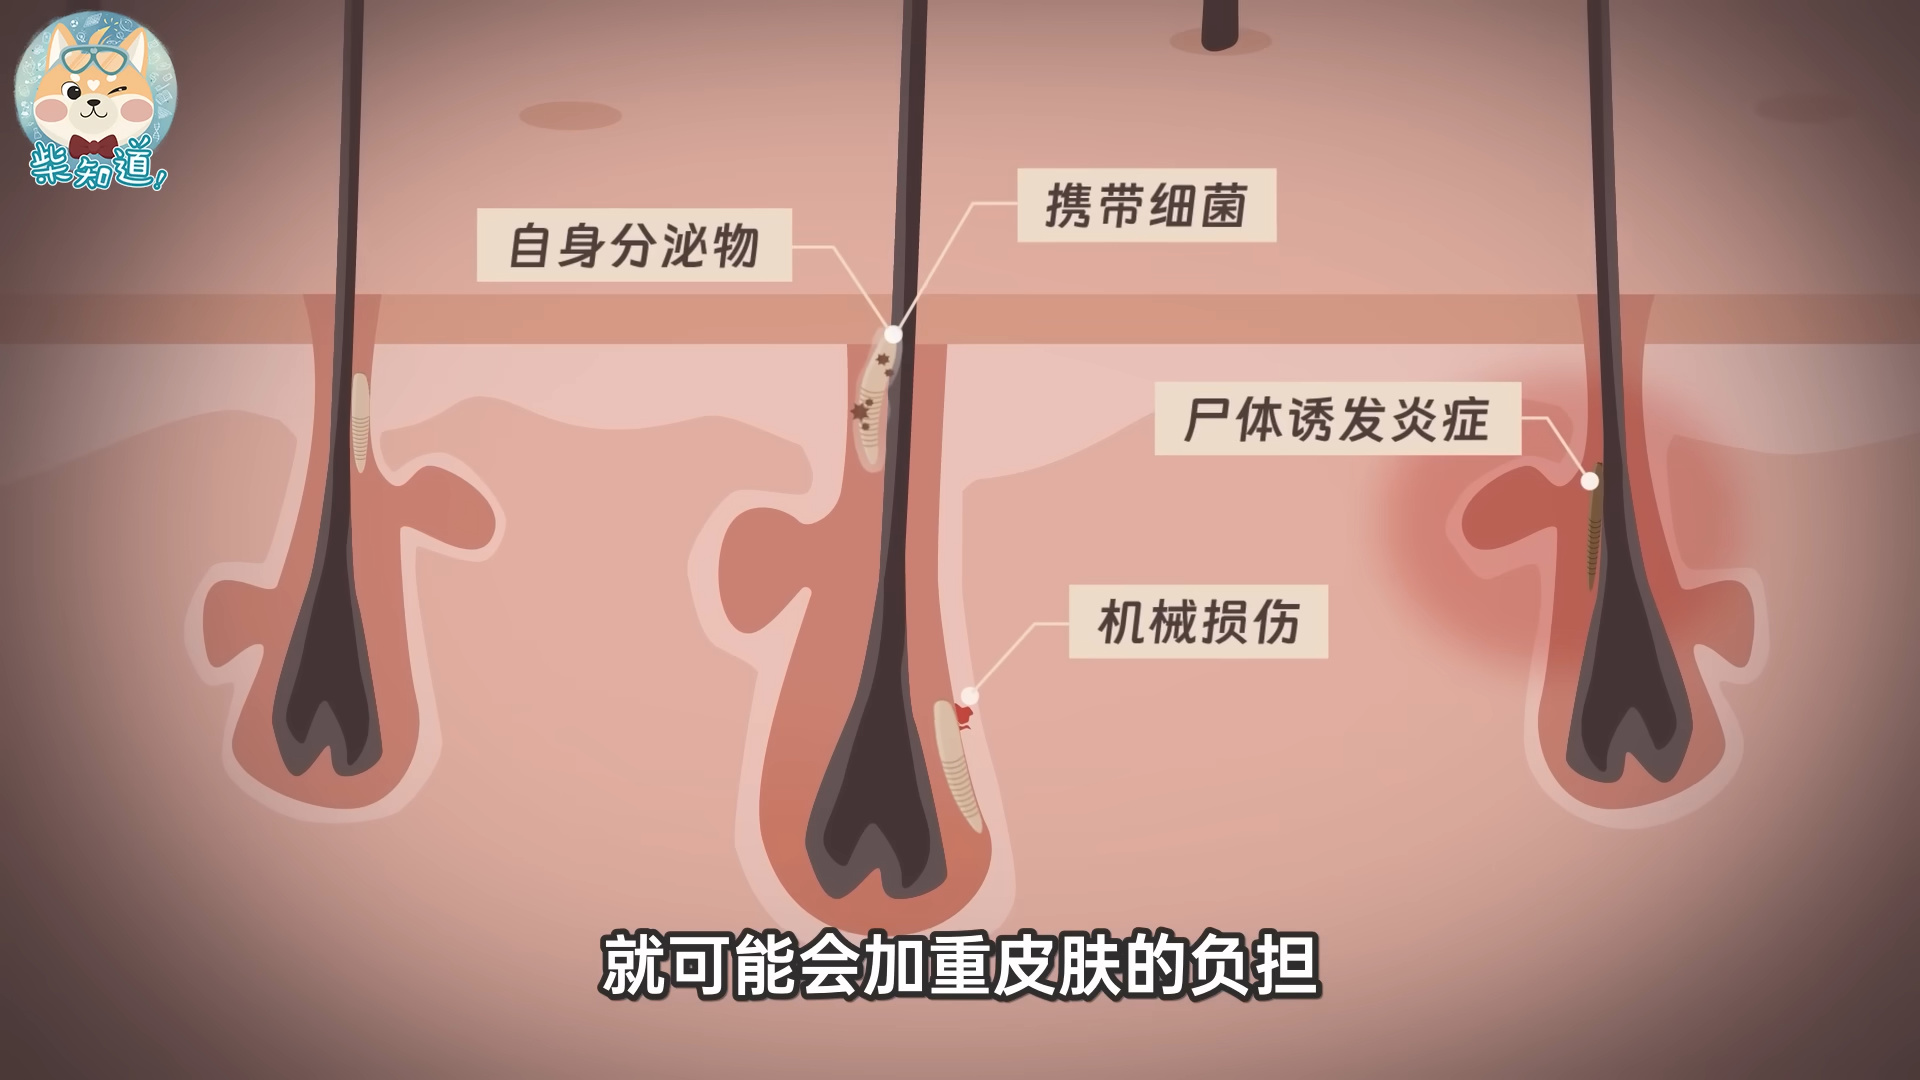 柴知道!
携带细菌
自身分泌物
尸体诱发炎症
机械损伤
就可能会加重皮肤的负担